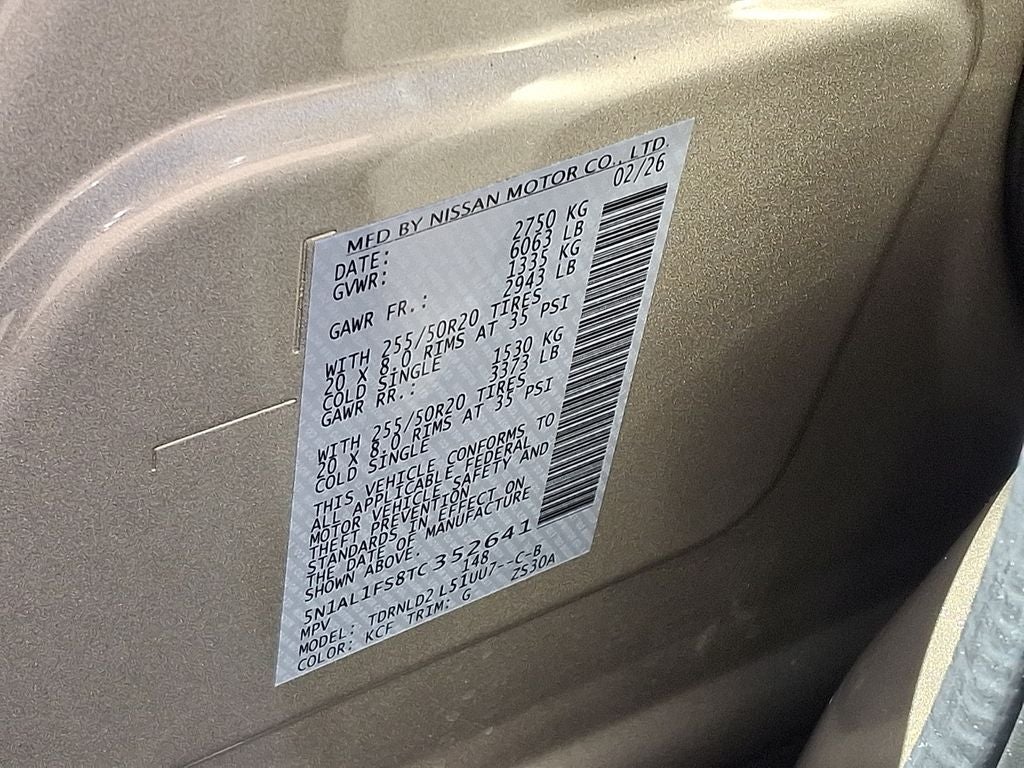 MFD BY NISSAN MOTOR CO., LTD.
DATE: 02/26
GVWR: 2750 KG
6063 LB
GAWR FR.: 1335 KG
2943 LB
WITH 255/50R20 TIRES
20 X 8.0 RIMS AT 35 PSI
COLD SINGLE
GAWR RR.: 1530 KG
3373 LB
WITH 255/50R20 TIRES
20 X 8.0 RIMS AT 35 PSI
COLD SINGLE
THIS VEHICLE CONFORMS TO
ALL APPLICABLE FEDERAL
MOTOR VEHICLE SAFETY AND
THEFT PREVENTION
STANDARDS IN EFFECT ON
THE DATE OF MANUFACTURE
SHOWN ABOVE.
5N1AL1FS8TC352641
MPV 148
MODEL: TDRNLD2 L51UU7--C-B
COLOR: KCF TRIM: G ZS30A